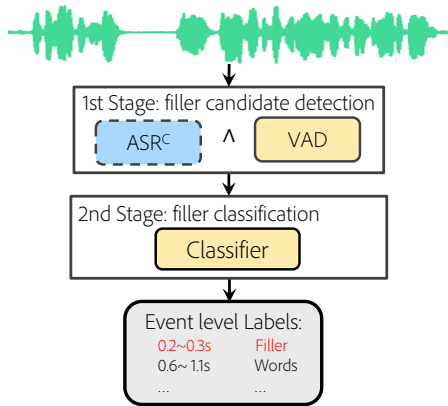 1st Stage: filler candidate detection
ASRᶜ ∧ VAD
2nd Stage: filler classification
Classifier
Event level Labels:
0.2~0.3s Filler
0.6~ 1.1s Words
... ...